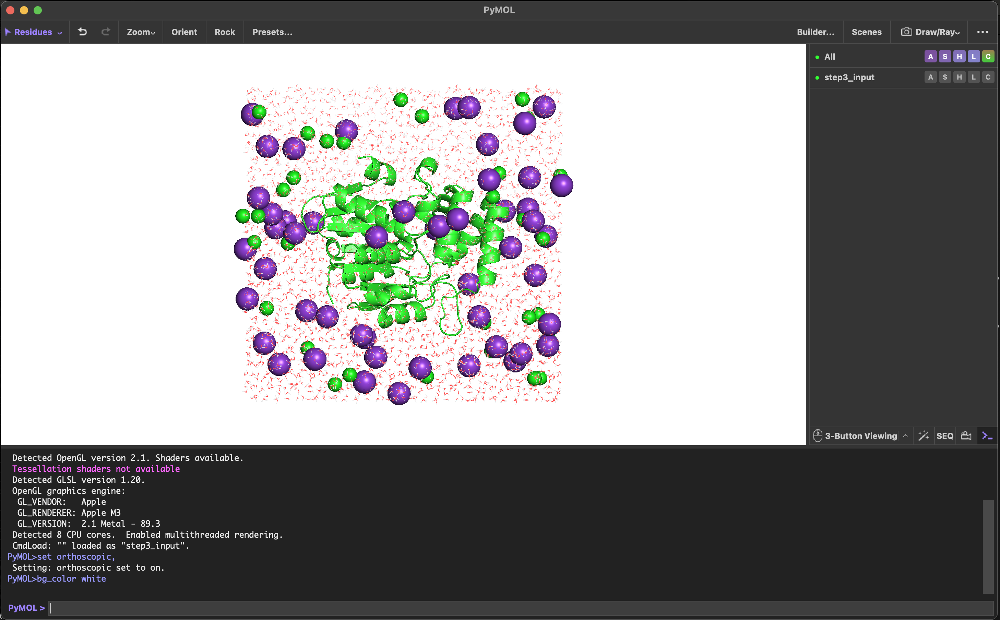 PyMOL
Residues
Zoom
Orient
Rock
Presets...
Builder...
Scenes
Draw/Ray
All A S H L C
step3_input A S H L C
3-Button Viewing SEQ >_
Detected OpenGL version 2.1. Shaders available.
Tessellation shaders not available
Detected GLSL version 1.20.
OpenGL graphics engine:
GL_VENDOR:   Apple
GL_RENDERER: Apple M3
GL_VERSION:  2.1 Metal - 89.3
Detected 8 CPU cores.  Enabled multithreaded rendering.
CmdLoad: "" loaded as "step3_input".
PyMOL>set orthoscopic,
Setting: orthoscopic set to on.
PyMOL>bg_color white
PyMOL >